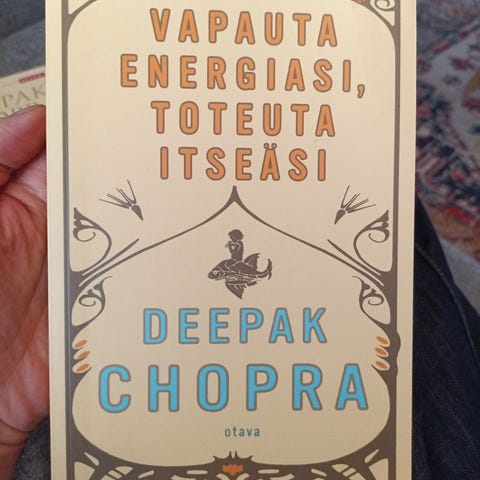 VAPAUTA
ENERGIASI,
TOTEUTA
ITSEÄSI
DEEPAK
CHOPRA
otava